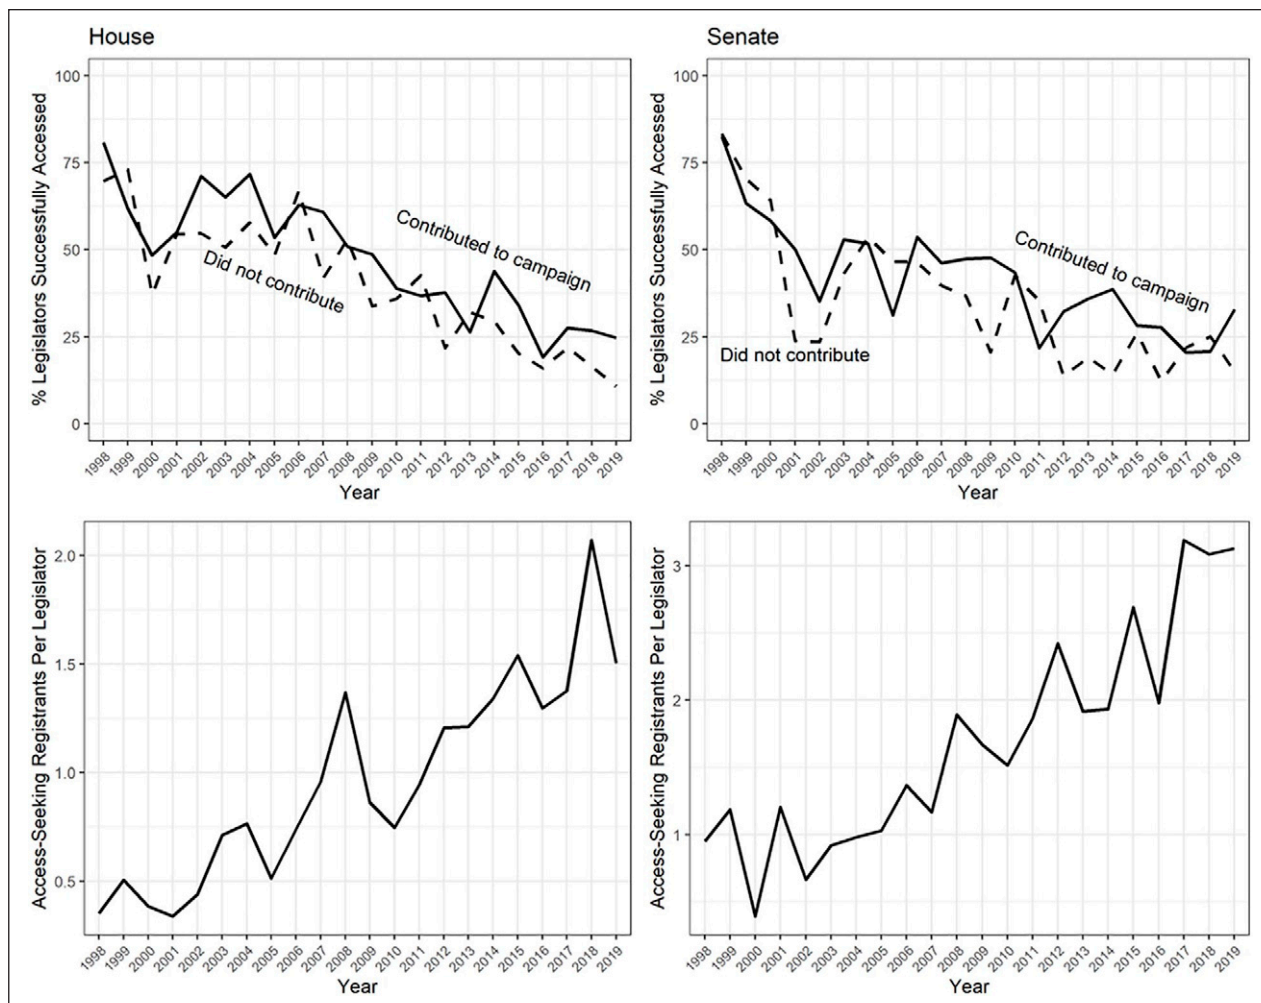 House
% Legislators Successfully Accessed
100
75
50
25
0
Contributed to campaign
Did not contribute
1998 1999 2000 2001 2002 2003 2004 2005 2006 2007 2008 2009 2010 2011 2012 2013 2014 2015 2016 2017 2018 2019
Year
Senate
% Legislators Successfully Accessed
100
75
50
25
0
Contributed to campaign
Did not contribute
1998 1999 2000 2001 2002 2003 2004 2005 2006 2007 2008 2009 2010 2011 2012 2013 2014 2015 2016 2017 2018 2019
Year
Access-Seeking Registrants Per Legislator
2.0
1.5
1.0
0.5
1998 1999 2000 2001 2002 2003 2004 2005 2006 2007 2008 2009 2010 2011 2012 2013 2014 2015 2016 2017 2018 2019
Year
Access-Seeking Registrants Per Legislator
3
2
1
1998 1999 2000 2001 2002 2003 2004 2005 2006 2007 2008 2009 2010 2011 2012 2013 2014 2015 2016 2017 2018 2019
Year